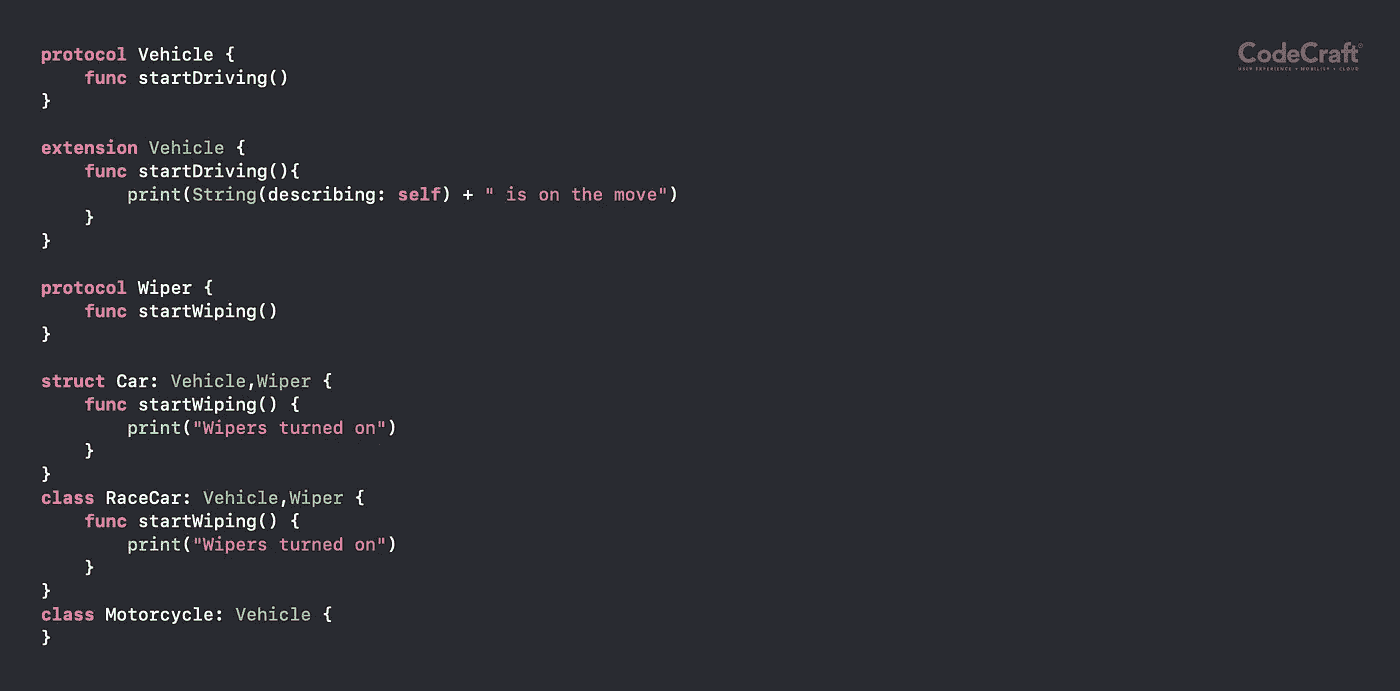 protocol Vehicle {
    func startDriving()
}

extension Vehicle {
    func startDriving(){
        print(String(describing: self) + " is on the move")
    }
}

protocol Wiper {
    func startWiping()
}

struct Car: Vehicle,Wiper {
    func startWiping() {
        print("Wipers turned on")
    }
}
class RaceCar: Vehicle,Wiper {
    func startWiping() {
        print("Wipers turned on")
    }
}
class Motorcycle: Vehicle {
}
CodeCraft
USER EXPERIENCE + MOBILITY + CLOUD